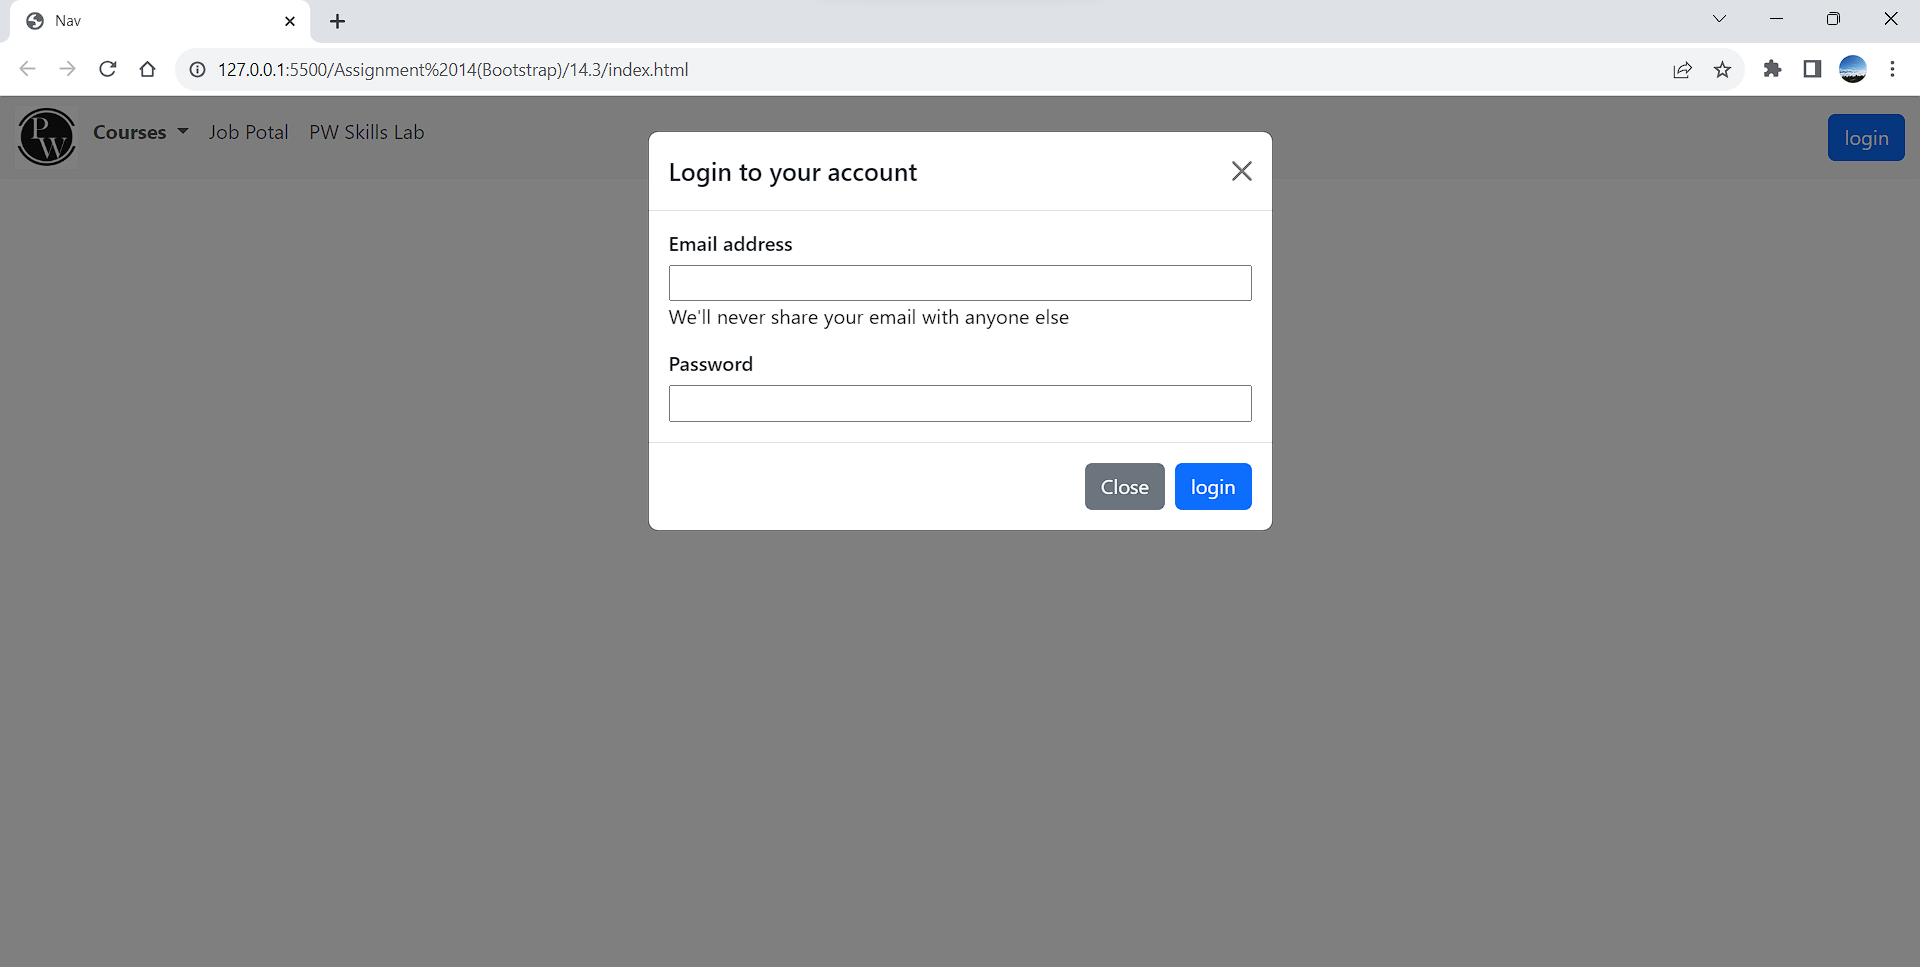 Nav
127.0.0.1:5500/Assignment%2014(Bootstrap)/14.3/index.html
PW
Courses Job Potal PW Skills Lab
login
Login to your account
Email address
We'll never share your email with anyone else
Password
Close login